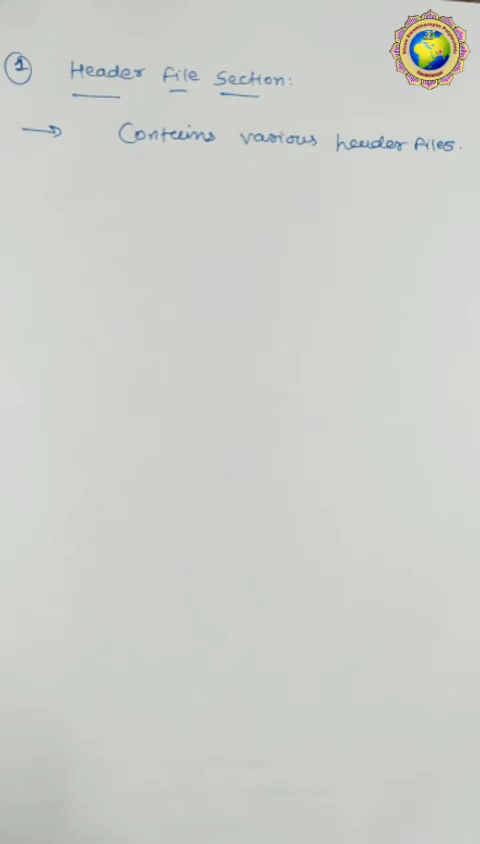 1 Header File Section:
→ Contains various header files.